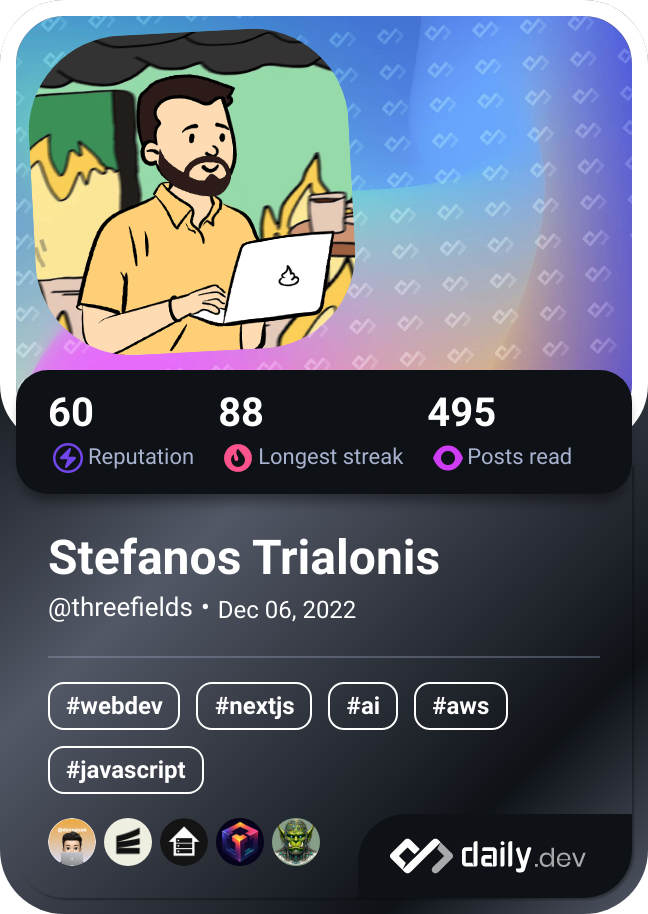 60 88 495
Reputation Longest streak Posts read
Stefanos Trialonis
@threefields • Dec 06, 2022
#webdev #nextjs #ai #aws
#javascript
daily.dev